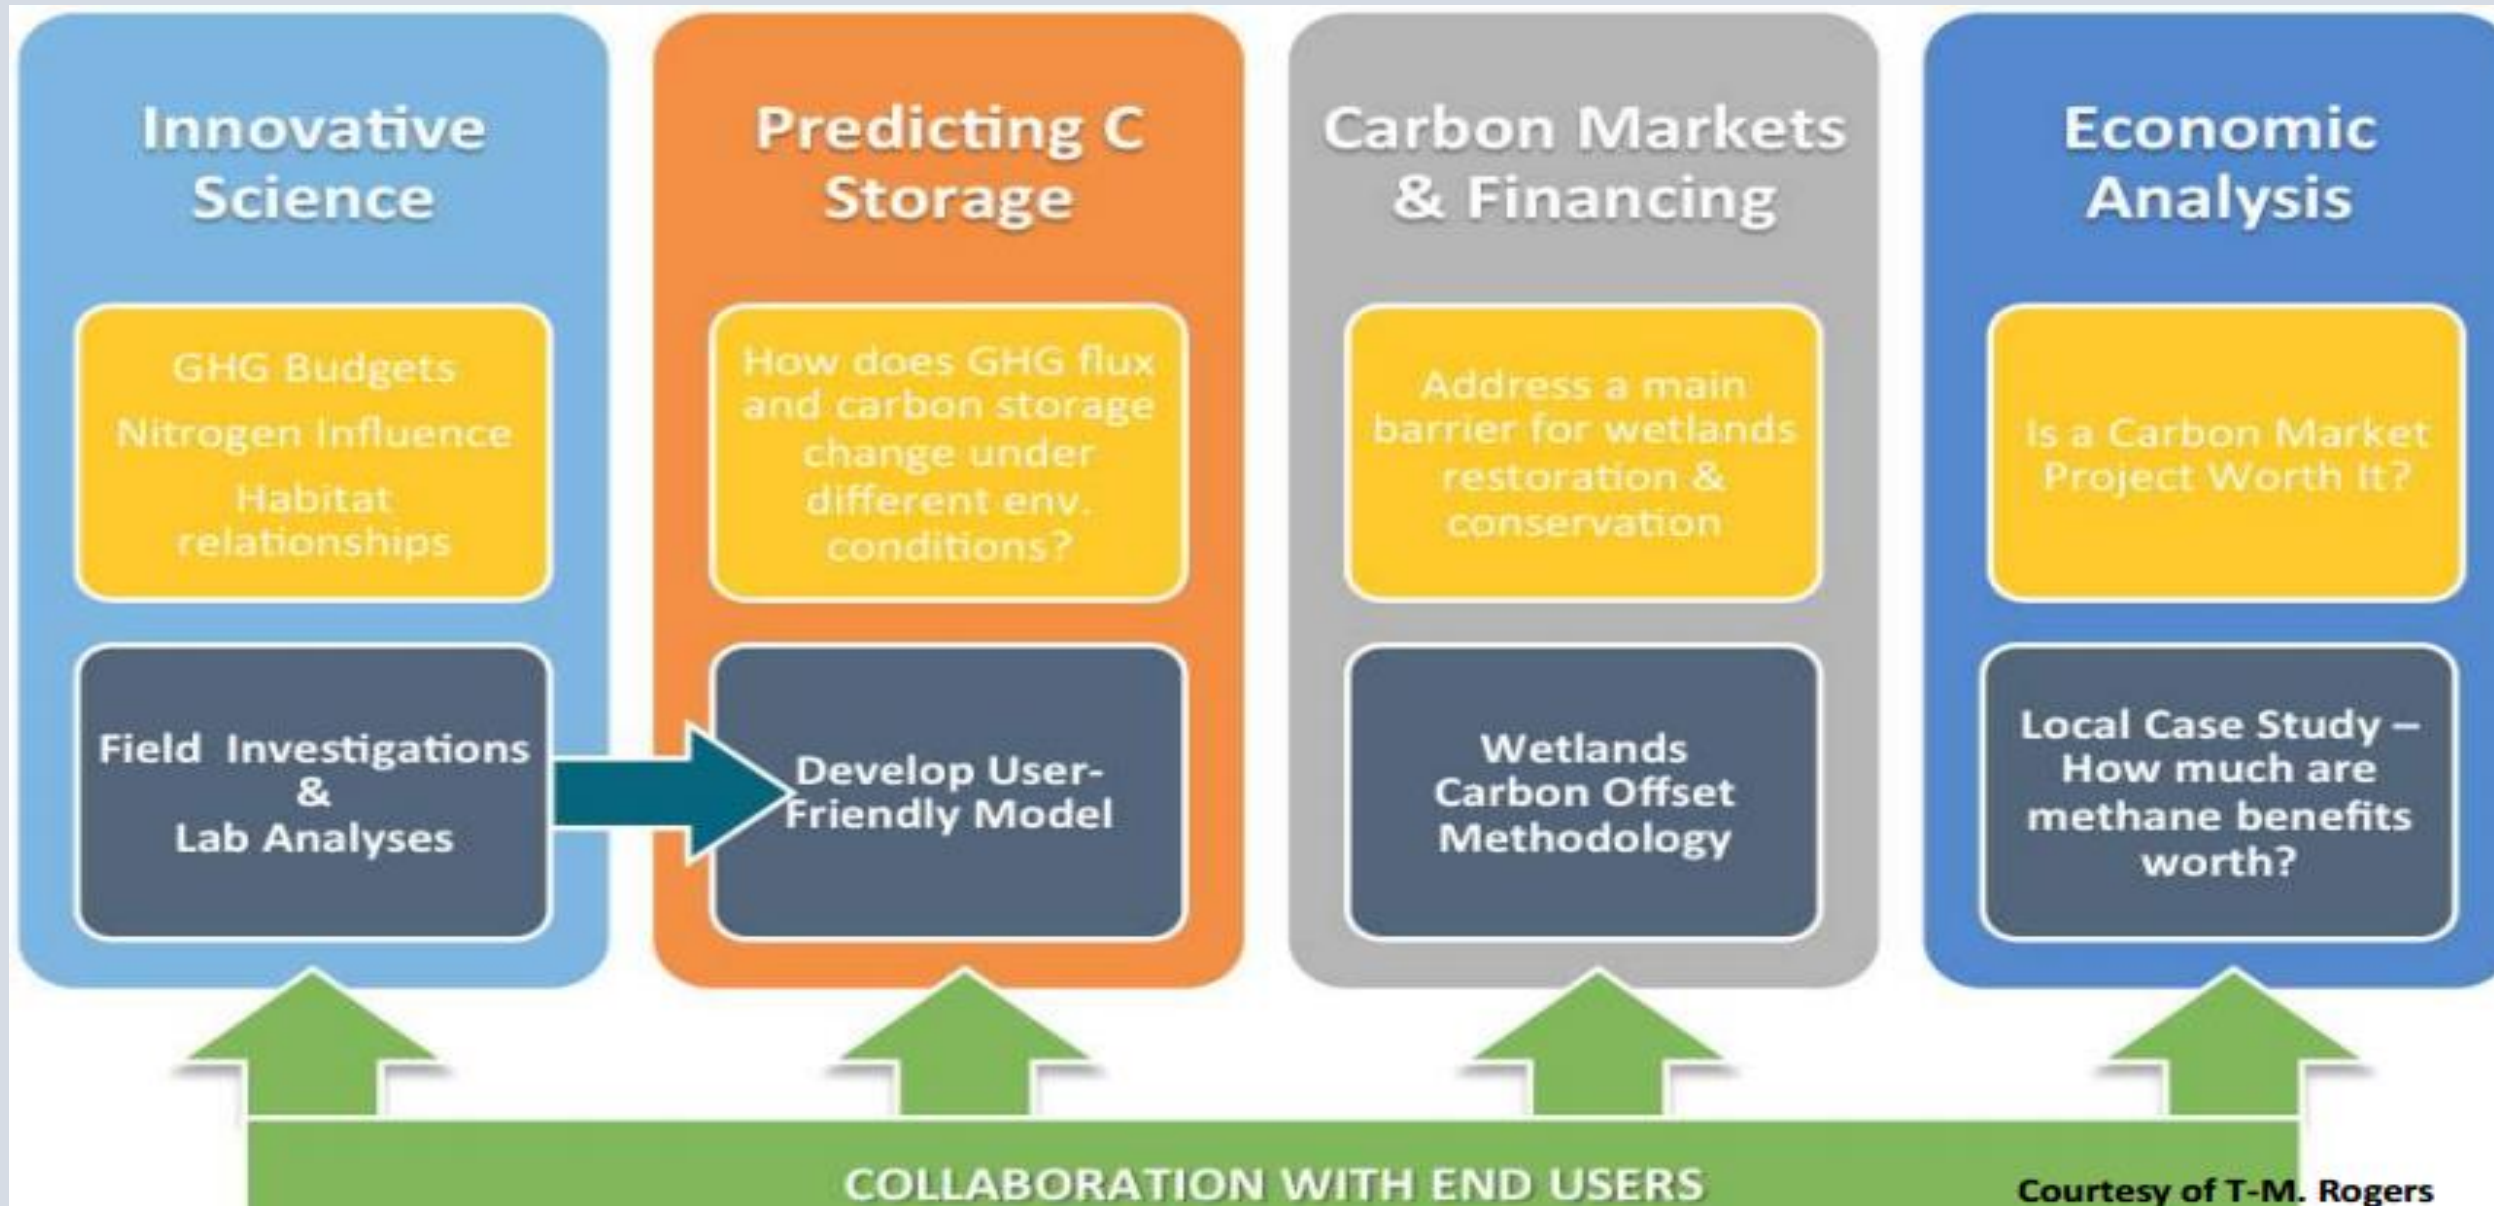 Innovative
Science
GHG Budgets
Nitrogen Influence
Habitat
relationships
Field Investigations
&
Lab Analyses
Predicting C
Storage
How does GHG flux
and carbon storage
change under
different env.
conditions?
Develop User-
Friendly Model
Carbon Markets
& Financing
Address a main
barrier for wetlands
restoration &
conservation
Wetlands
Carbon Offset
Methodology
Economic
Analysis
Is a Carbon Market
Project Worth It?
Local Case Study –
How much are
methane benefits
worth?
COLLABORATION WITH END USERS
Courtesy of T-M. Rogers